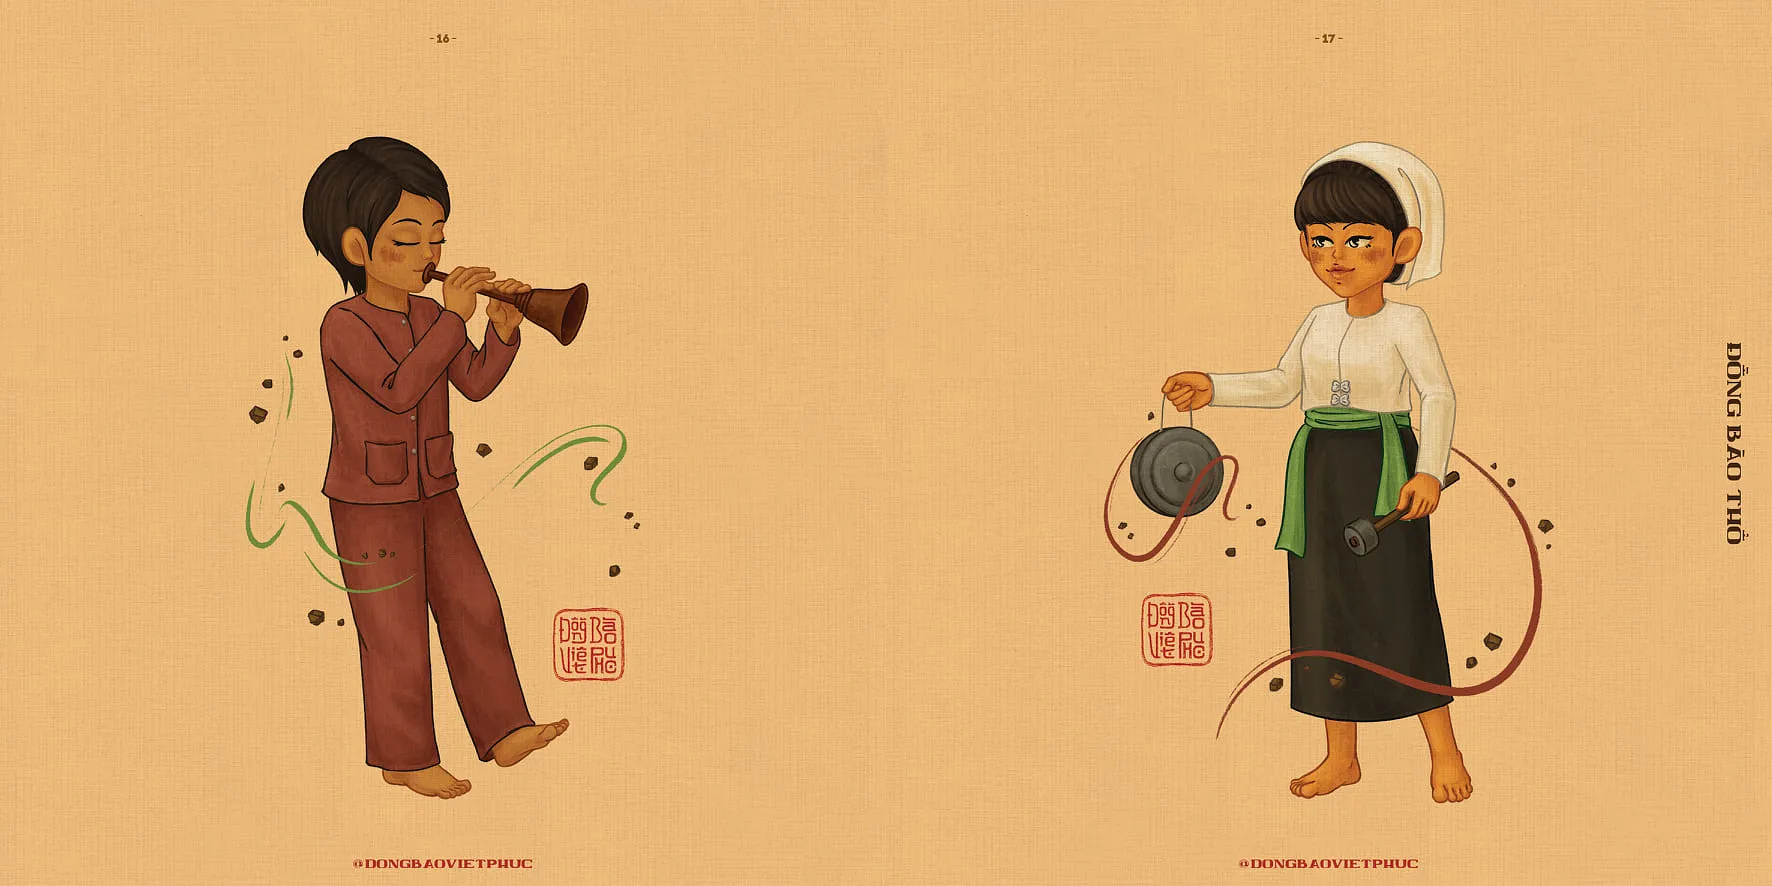 - 16 -
Đồng Bào
Việt Phục
@DONGBAOVIETPHUC
- 17 -
ĐỒNG BÀO THỔ
Đồng Bào
Việt Phục
@DONGBAOVIETPHUC